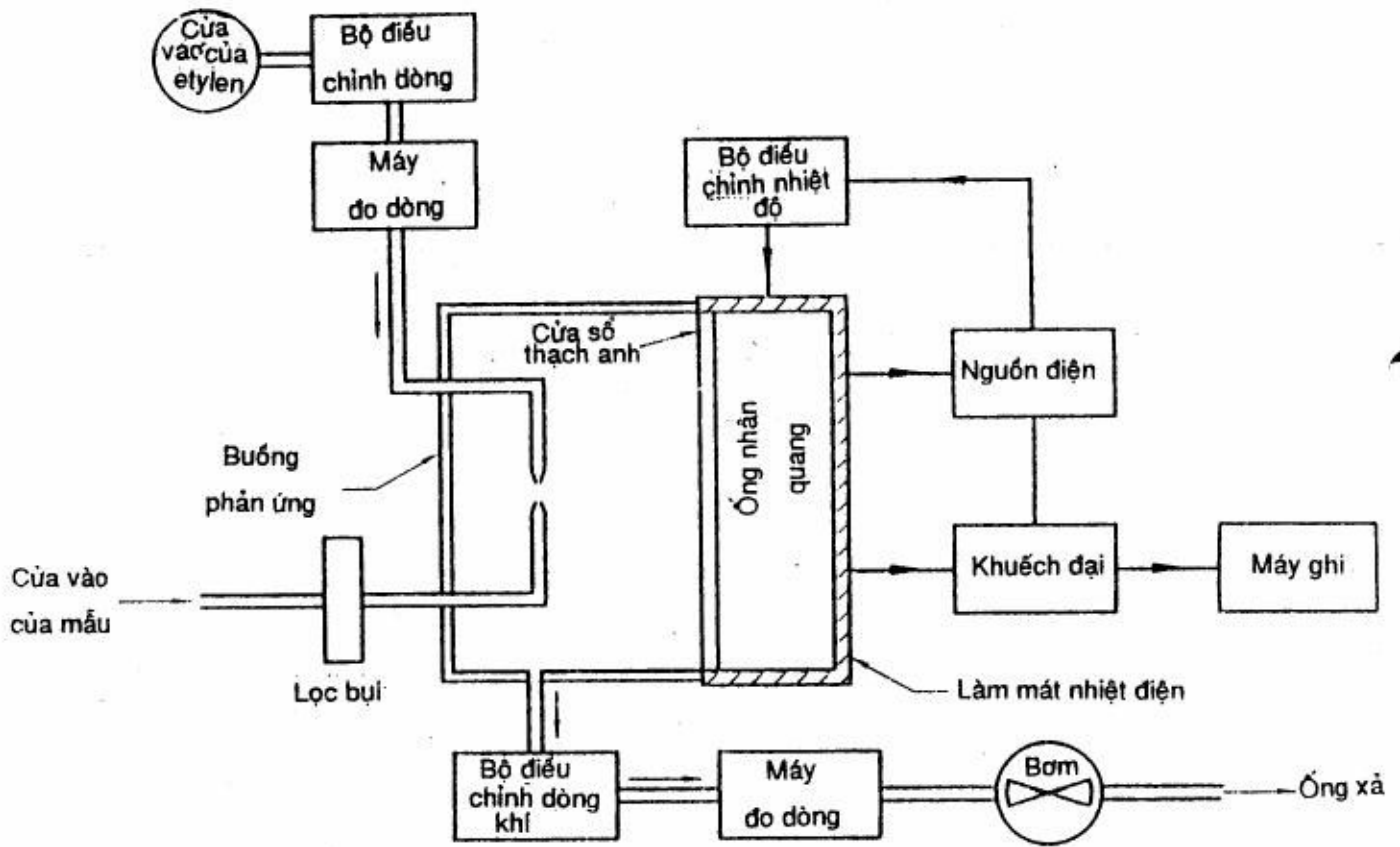 Cửa
vào của
etylen
Bộ điều
chỉnh dòng
Máy
đo dòng
Bộ điều
chỉnh nhiệt
độ
Cửa sổ
thạch anh
Nguồn điện
Ống nhân
quang
Buồng
phản ứng
Khuếch đại
Máy ghi
Cửa vào
của mẫu
Lọc bụi
Làm mát nhiệt điện
Bộ điều
chỉnh dòng
khí
Máy
đo dòng
Bơm
Ống xả